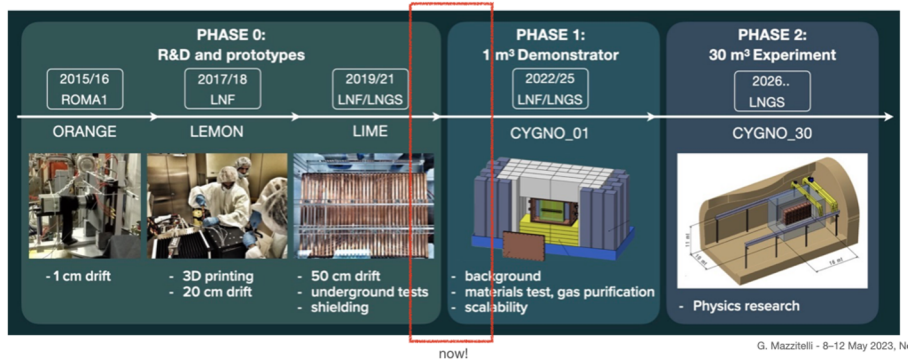 PHASE 0:
R&D and prototypes
2015/16
ROMA1
2017/18
LNF
2019/21
LNF/LNGS
ORANGE
LEMON
LIME
- 1 cm drift
- 3D printing
- 20 cm drift
- 50 cm drift
- underground tests
- shielding
PHASE 1:
1 m³ Demonstrator
2022/25
LNF/LNGS
CYGNO_01
- background
- materials test, gas purification
- scalability
PHASE 2:
30 m³ Experiment
2026..
LNGS
CYGNO_30
- Physics research
now!
G. Mazzitelli - 8–12 May 2023,